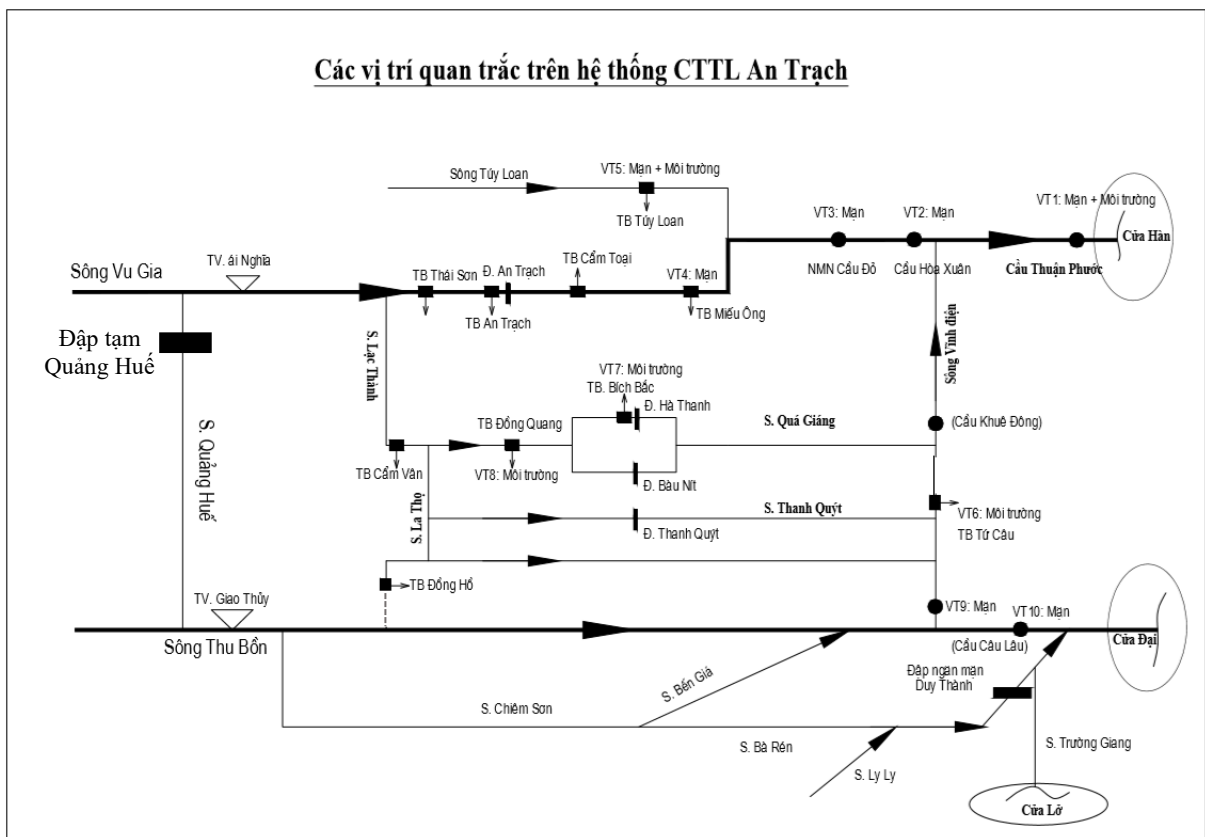 Các vị trí quan trắc trên hệ thống CTTL An Trạch
VT5: Mạn + Môi trường
Sông Túy Loan
TB Túy Loan
VT3: Mạn
VT2: Mạn
VT1: Mạn + Môi trường
Cửa Hàn
NMN Cầu Đỏ
Cầu Hòa Xuân
Cầu Thuận Phước
Sông Vu Gia
TV. ái Nghĩa
TB Thái Sơn
Đ. An Trạch
TB Cẩm Toại
VT4: Mạn
TB An Trạch
TB Miếu Ông
Đập tạm
Quảng Huế
S. Lạc Thành
Sông Vĩnh điện
VT7: Môi trường
TB. Bích Bắc
Đ. Hà Thanh
TB Đồng Quang
S. Quá Giáng
(Cầu Khuê Đông)
S. Quảng Huế
TB Cẩm Văn
VT8: Môi trường
Đ. Bàu Nít
S. La Thọ
S. Thanh Quýt
VT6: Môi trường
TB Tứ Câu
Đ. Thanh Quýt
TB Đồng Hồ
TV. Giao Thủy
VT9: Mạn
VT10: Mạn
Sông Thu Bồn
(Cầu Câu Lâu)
Cửa Đại
S. Bến Giá
Đập ngăn mặn
Duy Thành
S. Chiêm Sơn
S. Bà Rén
S. Trường Giang
S. Ly Ly
Cửa Lở